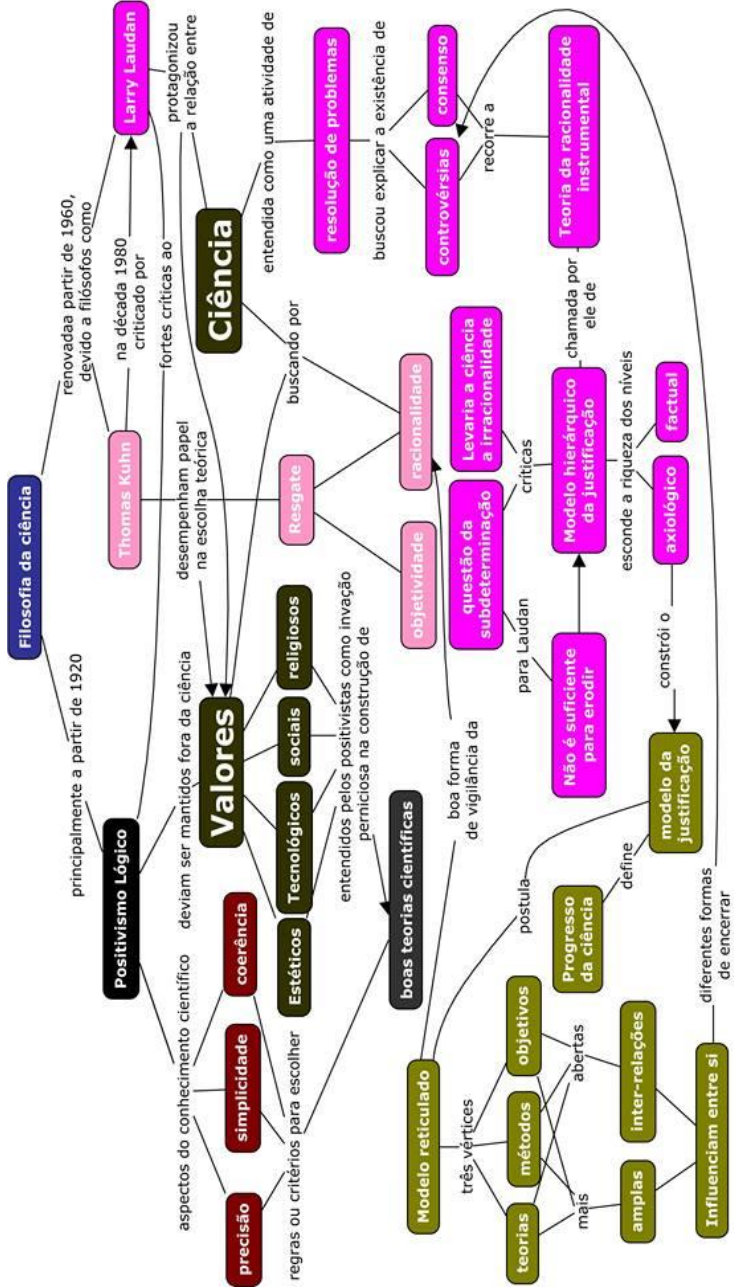 Filosofia da ciência
principalmente a partir de 1920
renovadaa partir de 1960,
devido a filósofos como
Positivismo Lógico
Thomas Kuhn
na década 1980
criticado por
Larry Laudan
fortes críticas ao
protagonizou
a relação entre
aspectos do conhecimento científico
deviam ser mantidos fora da ciência
desempenham papel
na escolha teórica
precisão
simplicidade
coerência
Valores
Ciência
buscando por
entendida como uma atividade de
Estéticos
Tecnológicos
sociais
religiosos
Resgate
resolução de problemas
regras ou critérios para escolher
entendidos pelos positivistas como invação
perniciosa na construção de
buscou explicar a existência de
boas teorias científicas
objetividade
racionalidade
controvérsias
consenso
recorre a
Modelo reticulado
boa forma
de vigilância da
questão da
subdeterminação
Levaria a ciência
a irracionalidade
três vértices
postula
para Laudan
críticas
teorias
métodos
objetivos
Progresso
da ciência
Não é suficiente
para erodir
Modelo hierárquico
da justificação
chamada por
ele de
Teoria da racionalidade
instrumental
mais
abertas
define
esconde a riqueza dos níveis
amplas
inter-relações
modelo da
justificação
constrói o
axiológico
factual
Influenciam entre si
diferentes formas
de encerrar